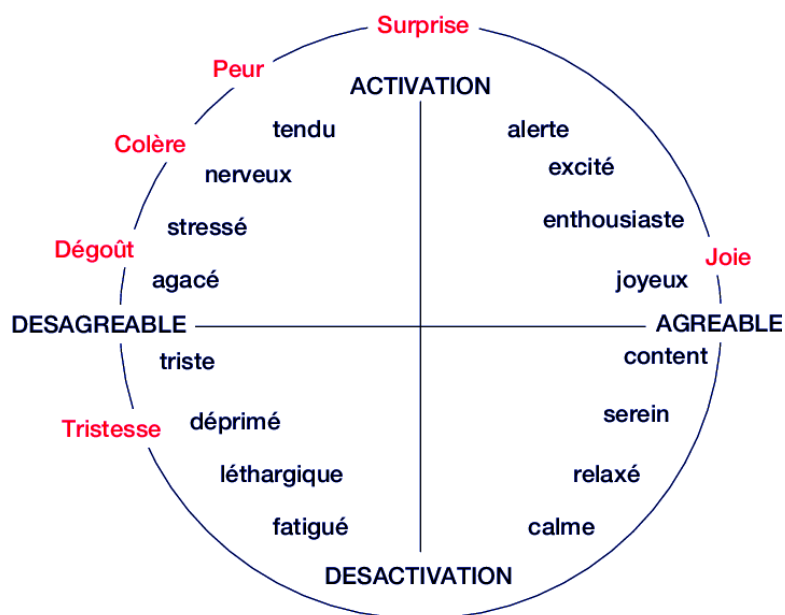 Surprise
Peur
ACTIVATION
tendu
alerte
Colère
excité
nerveux
enthousiaste
stressé
Dégoût
Joie
agacé
joyeux
DESAGREABLE
AGREABLE
triste
content
serein
déprimé
Tristesse
léthargique
relaxé
fatigué
calme
DESACTIVATION